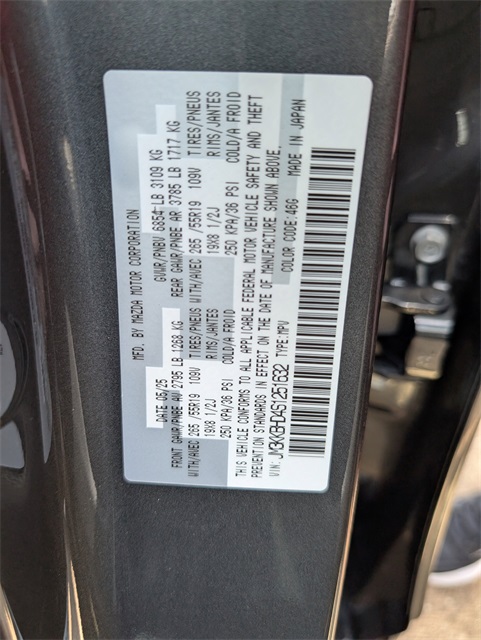 MFD. BY MAZDA MOTOR CORPORATION
DATE 05/25 GVWR/PNBV 6854 LB 3109 KG
FRONT GAWR/PNBE AV 2795 LB 1268 KG REAR GAWR/PNBE AR 3785 LB 1717 KG
WITH/AVEC 265 /55R19 109V TIRES/PNEUS WITH/AVEC 265 /55R19 109V TIRES/PNEUS
19X8 1/2J RIMS/JANTES 19X8 1/2J RIMS/JANTES
250 KPA/36 PSI COLD/A FROID 250 KPA/36 PSI COLD/A FROID
THIS VEHICLE CONFORMS TO ALL APPLICABLE FEDERAL MOTOR VEHICLE SAFETY AND THEFT
PREVENTION STANDARDS IN EFFECT ON THE DATE OF MANUFACTURE SHOWN ABOVE.
VIN: TYPE:MPV COLOR CODE:46G MADE IN JAPAN